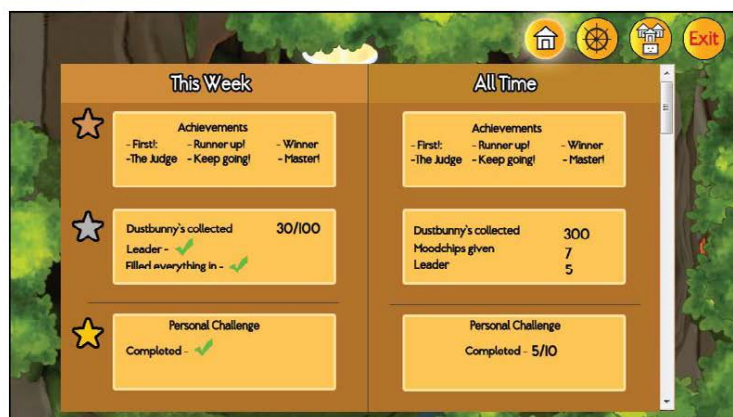 Exit
This Week
Achievements
- First!: - Runner up! - Winner
-The Judge - Keep going! - Master!
Dustbunny's collected 30/100
Leader -
Filled everything in -
Personal Challenge
Completed -
All Time
Achievements
- First!: - Runner up! - Winner
-The Judge - Keep going! - Master!
Dustbunny's collected 300
Moodchips given 7
Leader 5
Personal Challenge
Completed - 5/10